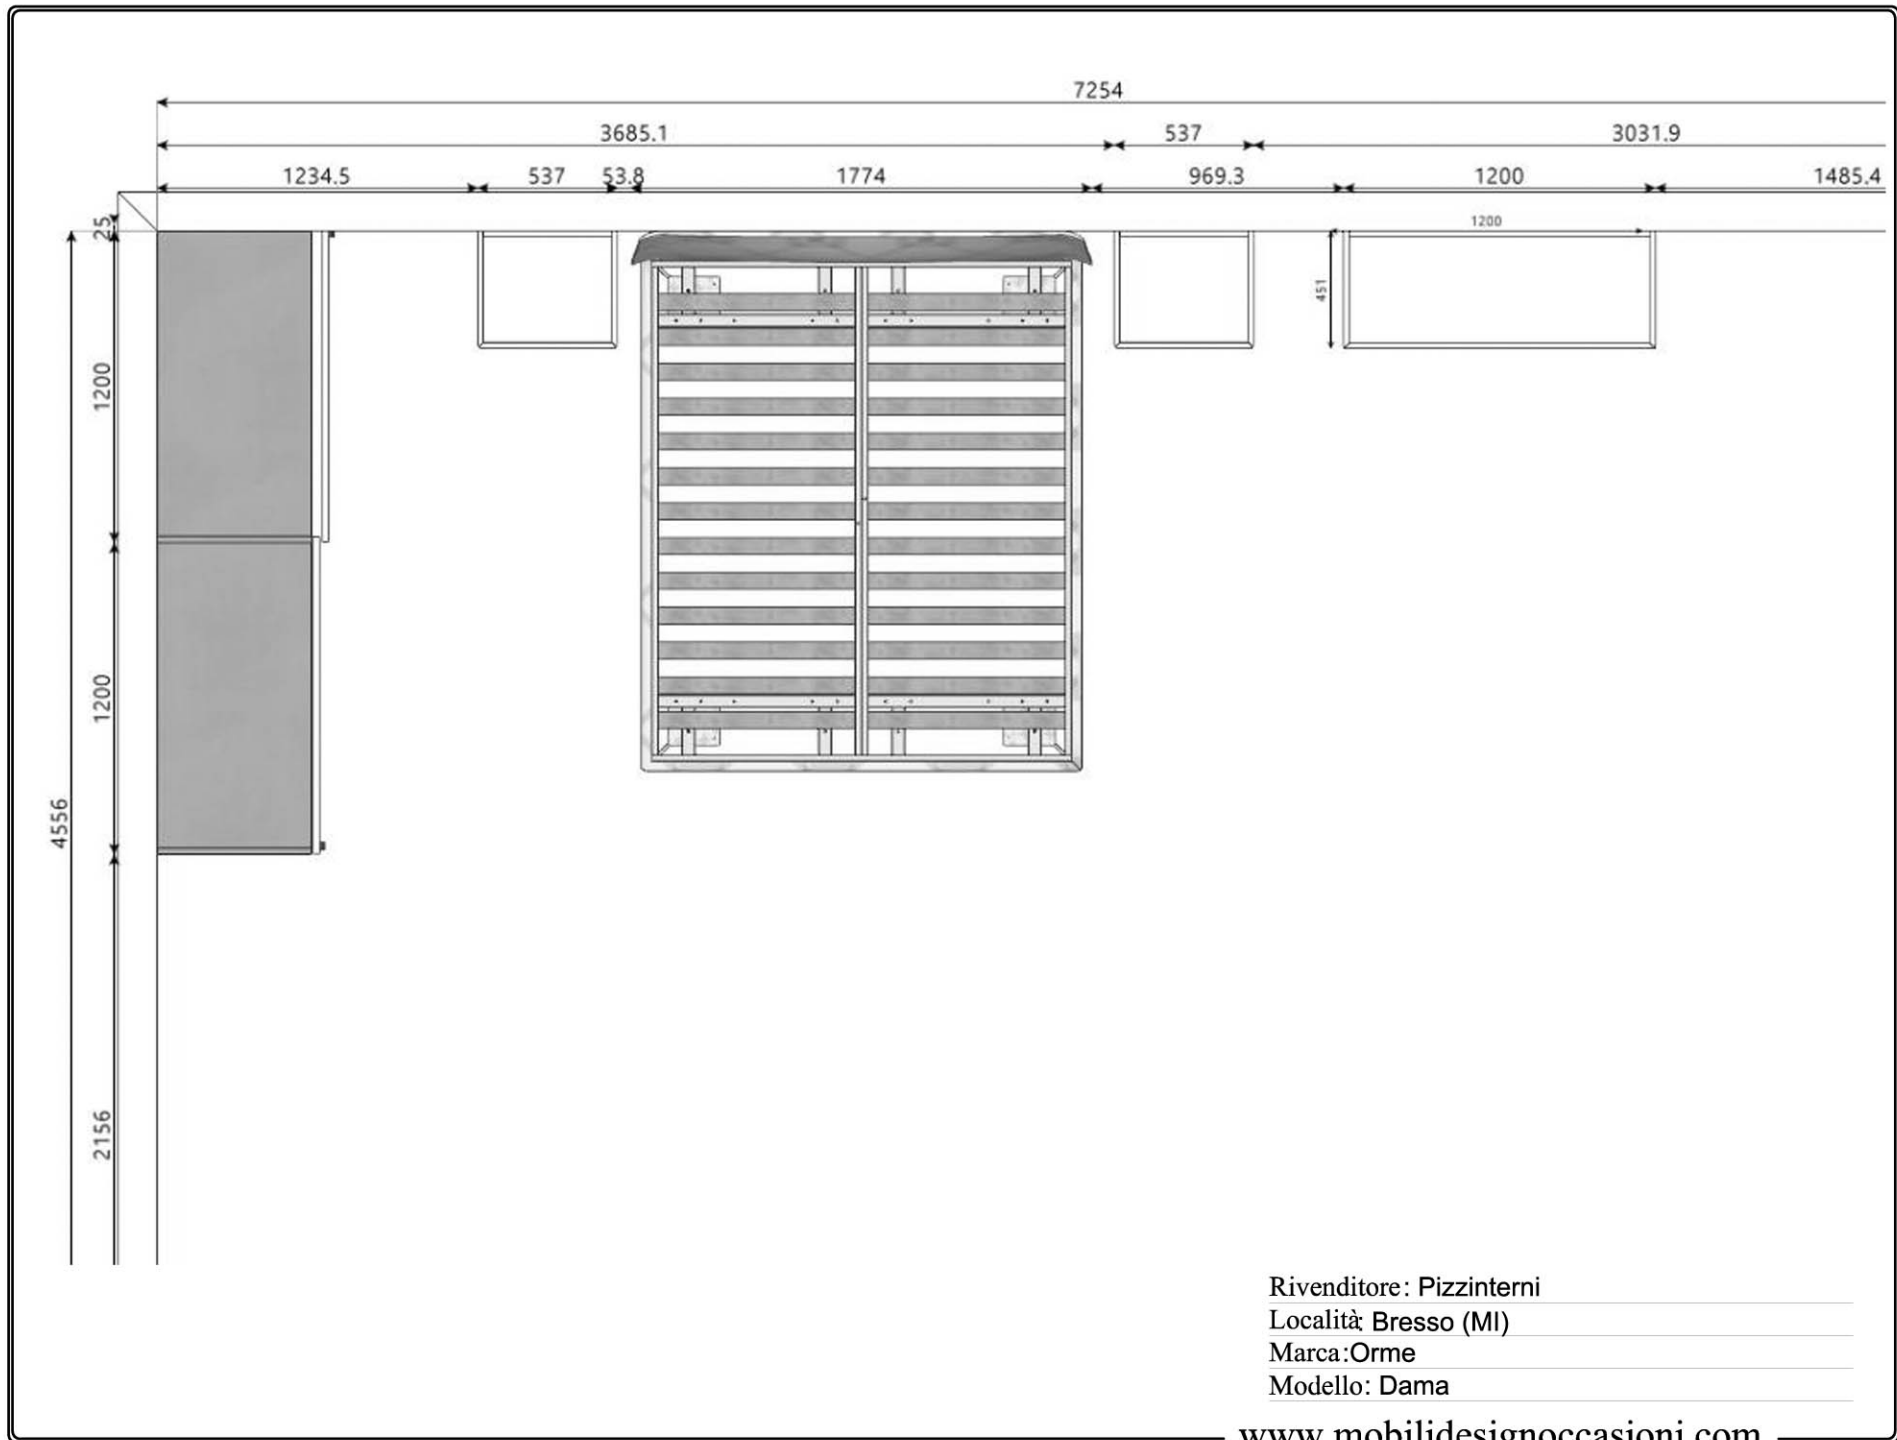 7254
3685.1 537 3031.9
1234.5 537 53.8 1774 969.3 1200 1485.4
25
1200
451
1200
1200
4556
2156
Rivenditore: Pizzinterni
Località: Bresso (MI)
Marca:Orme
Modello: Dama
www.mobilidesignoccasioni.com